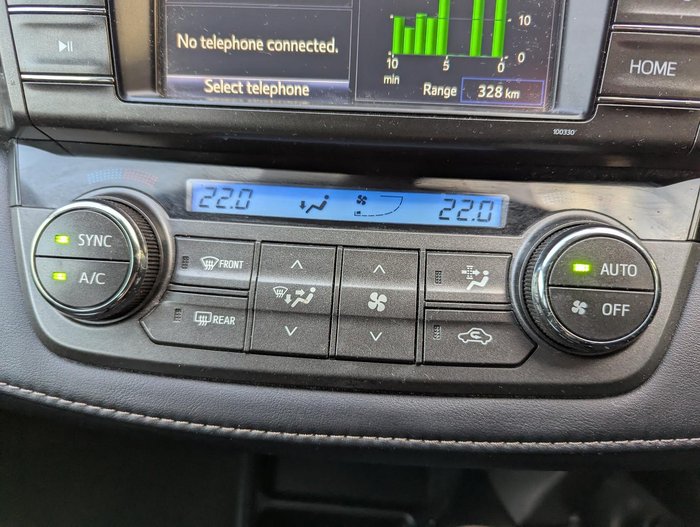 No telephone connected.
Select telephone
10
0
10
5
0
min
Range
328 km
HOME
100330
22.0
22.0
SYNC
A/C
FRONT
REAR
AUTO
OFF